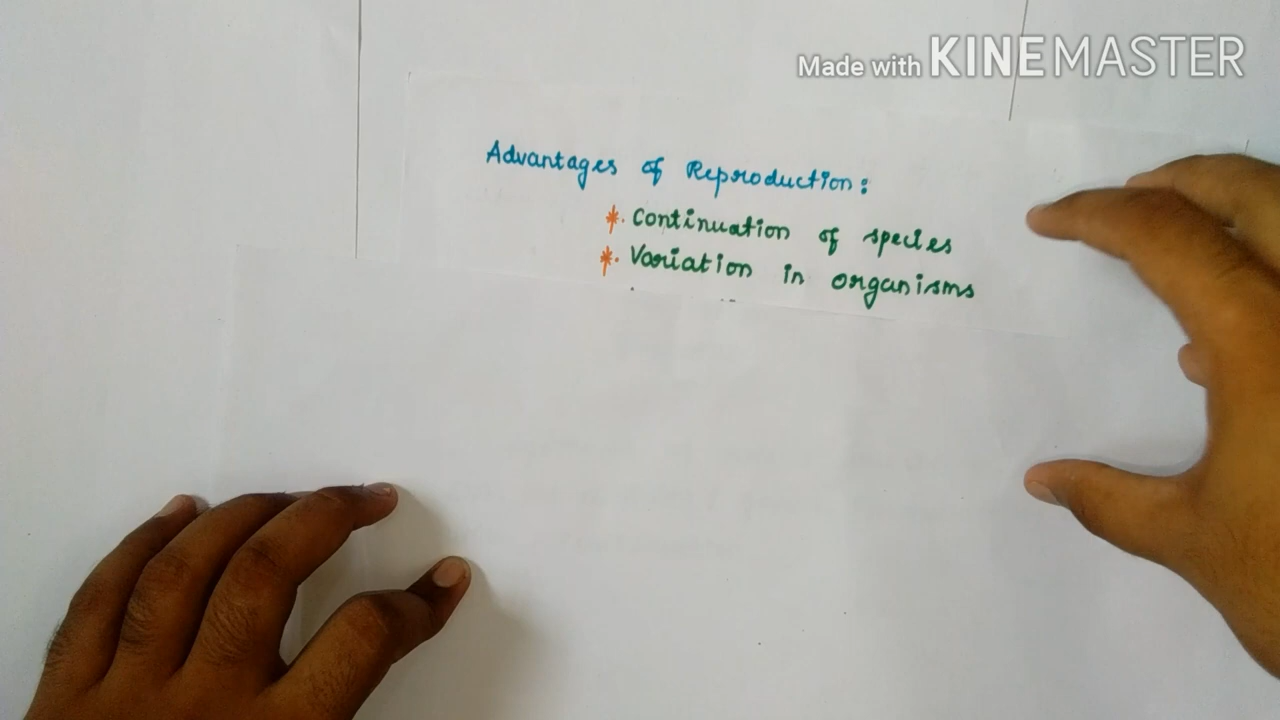 Made with KINEMASTER
Advantages of Reproduction:
*. Continuation of species
*. Variation in organisms